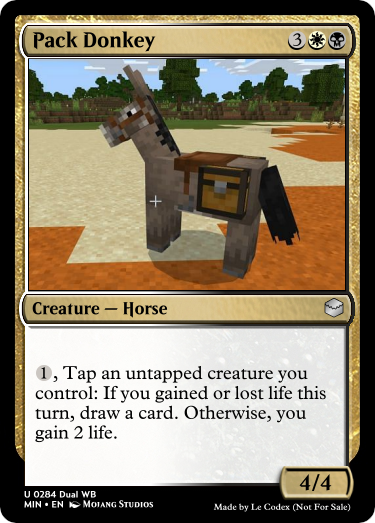 Pack Donkey 3
Creature — Horse
1, Tap an untapped creature you
control: If you gained or lost life this
turn, draw a card. Otherwise, you
gain 2 life.
4/4
U 0284 Dual WB
MIN • EN Mojang Studios
Made by Le Codex (Not For Sale)